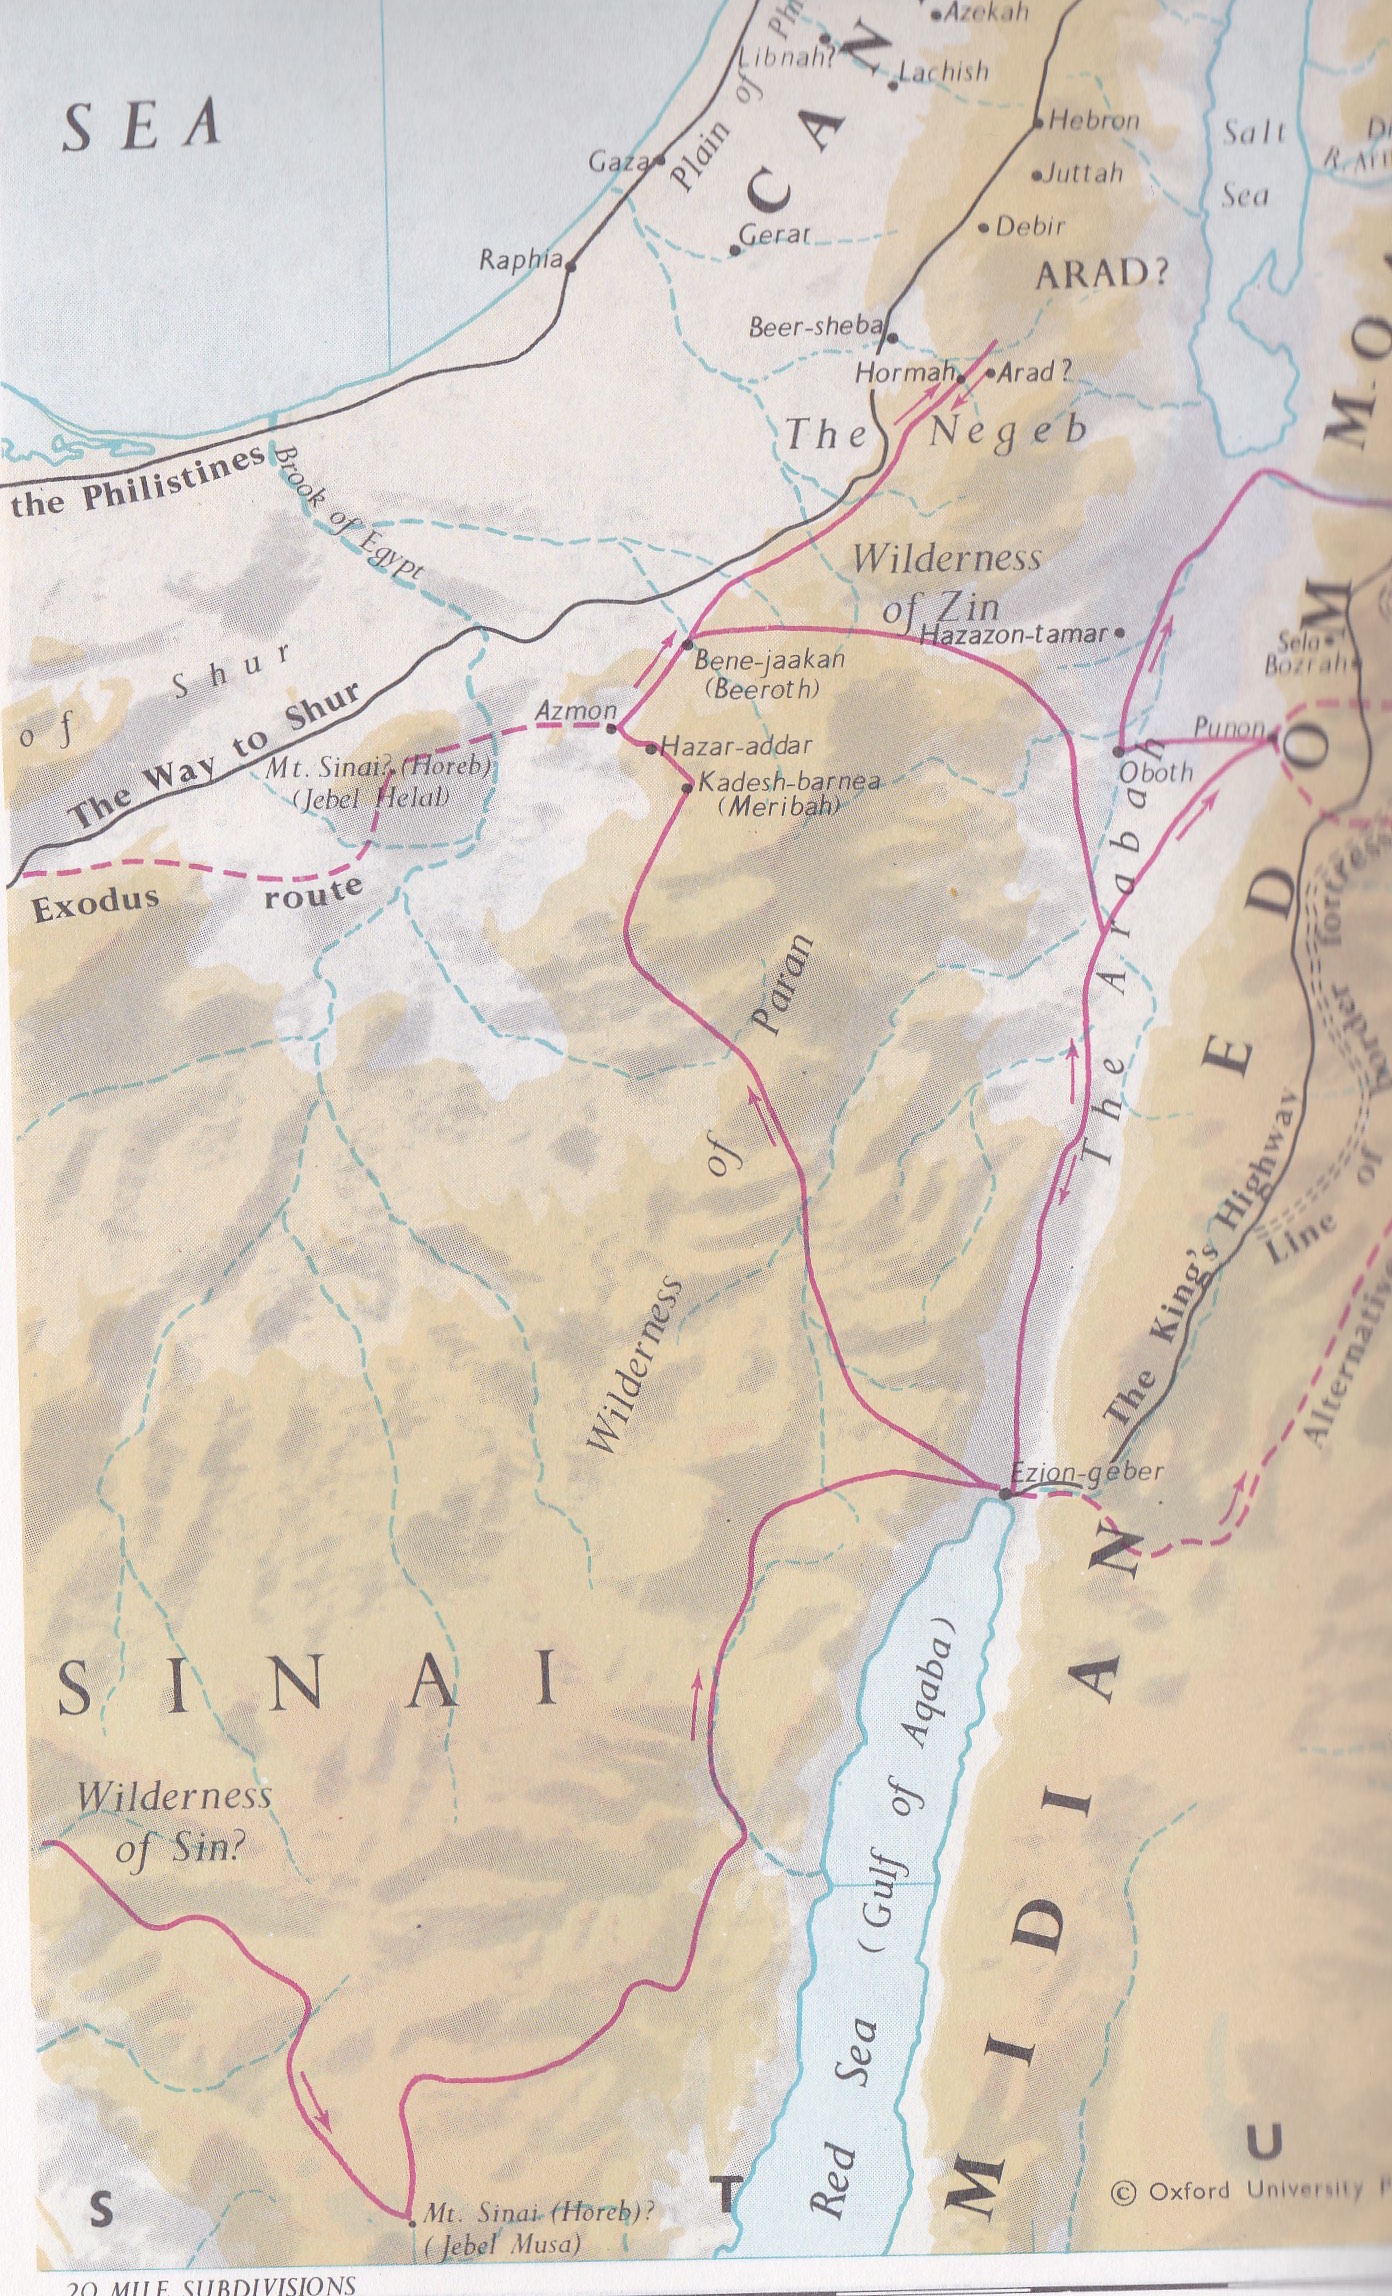 Azekah
Libnah?
Lachish
SEA
Plain of
CAN
Hebron
Salt
Sea
Juttah
Gaza
Debir
Gerar
Raphia
ARAD?
Beer-sheba
Hormah
Arad?
The Negeb
the Philistines
Brook of Egypt
Wilderness
of Zin
Hazazon-tamar
Sela
Bozrah
Bene-jaakan
(Beeroth)
of Shur
The Way to Shur
Azmon
Hazar-addar
Punon
Oboth
Mt. Sinai? (Horeb)
(Jebel Helal)
Kadesh-barnea
(Meribah)
Exodus route
EDOM
The Arabah
fortress
border
of
Line
Wilderness of Paran
The King's Highway
Alternative
Ezion-geber
SINAI
MIDIAN
Red Sea (Gulf of Aqaba)
Wilderness
of Sin?
S
T
U
Mt. Sinai (Horeb)?
(Jebel Musa)
© Oxford University
20 MILE SUBDIVISIONS